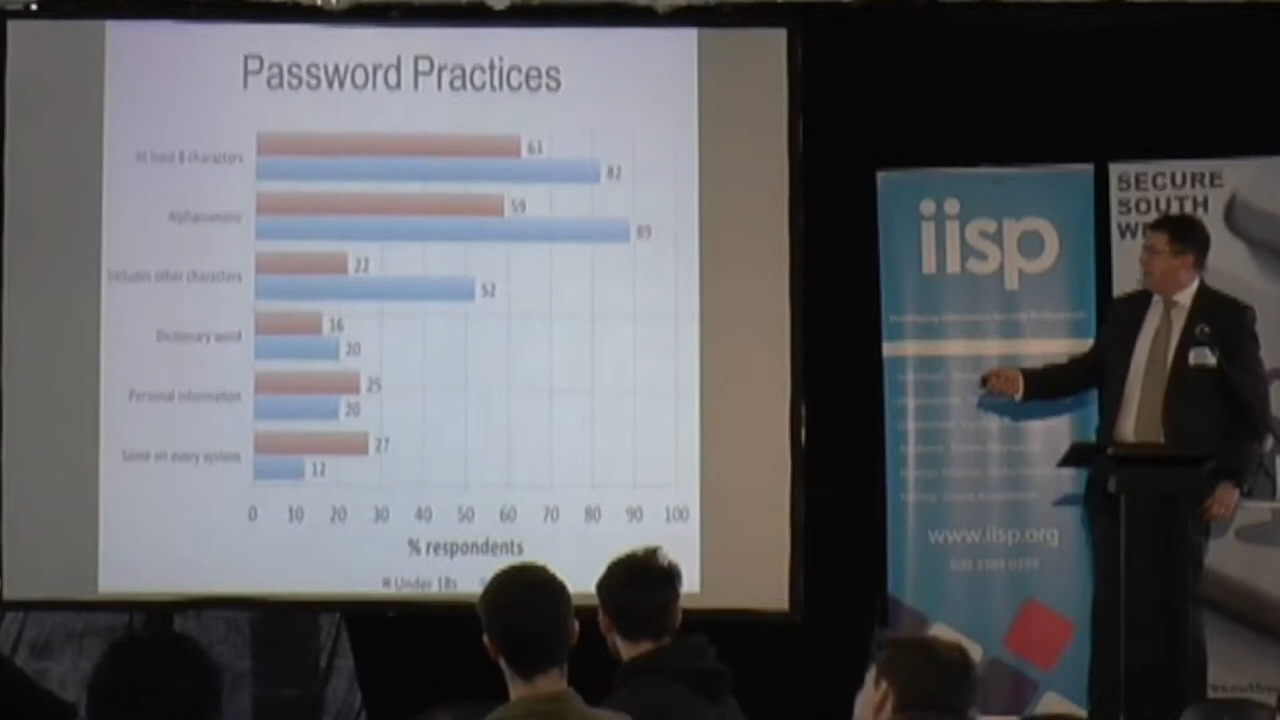 Password Practices
At least 8 characters
63
82
Alphanumeric
59
89
Includes other characters
22
52
Dictionary word
16
20
Personal information
25
20
Same on every system
27
12
0 10 20 30 40 50 60 70 80 90 100
% respondents
Under 18s
iisp
www.iisp.org
SECURE
SOUTH